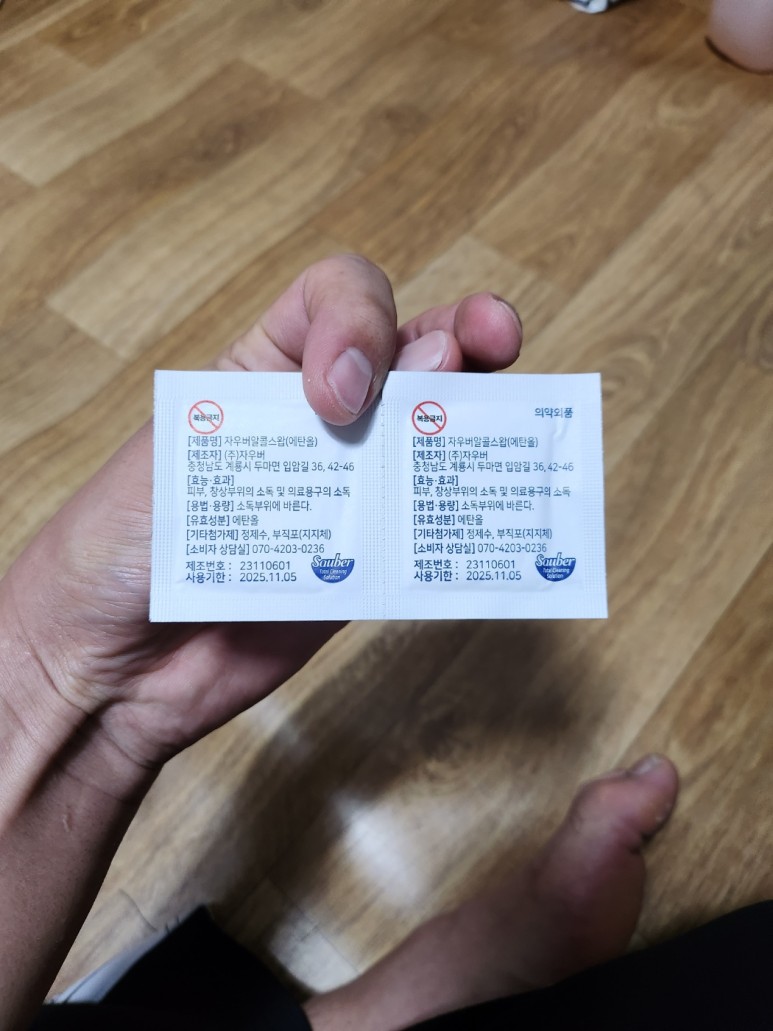 복용금지
[제품명] 자우버알콜스왑(에탄올)
[제조자] (주)자우버
충청남도 계룡시 두마면 입암길 36, 42-46
[효능·효과]
피부, 창상부위의 소독 및 의료용구의 소독
[용법·용량] 소독부위에 바른다.
[유효성분] 에탄올
[기타첨가제] 정제수, 부직포(지지체)
[소비자 상담실] 070-4203-0236
제조번호 : 23110601
사용기한 : 2025.11.05
Sauber
Total Cleaning
Solution
복용금지
의약외품
[제품명] 자우버알콜스왑(에탄올)
[제조자] (주)자우버
충청남도 계룡시 두마면 입암길 36, 42-46
[효능·효과]
피부, 창상부위의 소독 및 의료용구의 소독
[용법·용량] 소독부위에 바른다.
[유효성분] 에탄올
[기타첨가제] 정제수, 부직포(지지체)
[소비자 상담실] 070-4203-0236
제조번호 : 23110601
사용기한 : 2025.11.05
Sauber
Total Cleaning
Solution